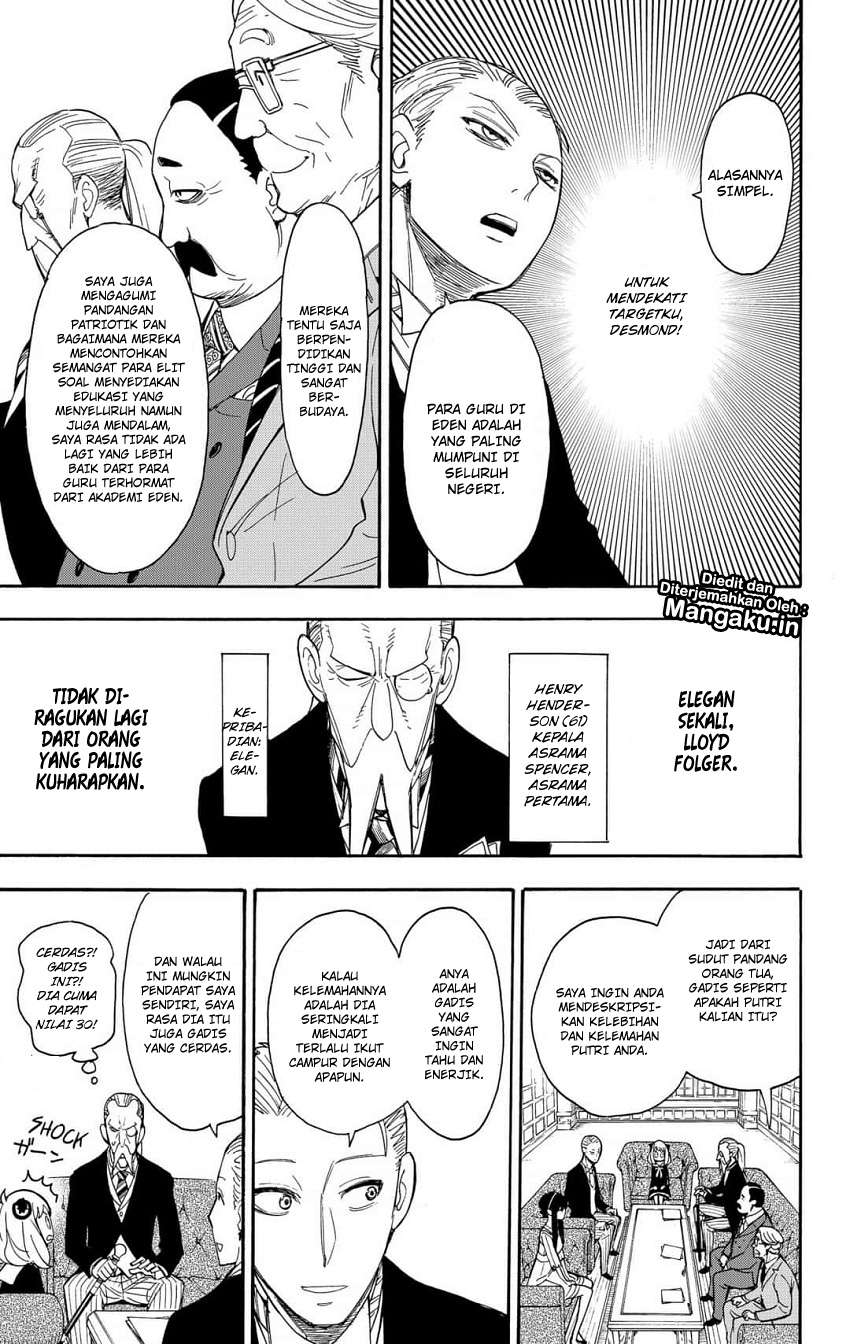 ALASANNYA
SIMPEL.
UNTUK
MENDEKATI
TARGETKU,
DESMOND!
PARA GURU DI
EDEN ADALAH
YANG PALING
MUMPUNI DI
SELURUH
NEGERI.
MEREKA
TENTU SAJA
BERPEN-
DIDIKAN
TINGGI DAN
SANGAT
BER-
BUDAYA.
SAYA JUGA
MENGAGUMI
PANDANGAN
PATRIOTIK DAN
BAGAIMANA MEREKA
MENCONTOHKAN
SEMANGAT PARA ELIT
SOAL MENYEDIAKAN
EDUKASI YANG
MENYELURUH NAMUN
JUGA MENDALAM,
SAYA RASA TIDAK ADA
LAGI YANG LEBIH
BAIK DARI PARA
GURU TERHORMAT
DARI AKADEMI EDEN.
Diedit dan
Diterjemahkan Oleh :
Mangaku.in
ELEGAN
SEKALI,
LLOYD
FOLGER.
HENRY
HENDER-
SON (61)
KEPALA
ASRAMA
SPENCER,
ASRAMA
PERTAMA.
KE-
PRIBA-
DIAN:
ELE-
GAN.
TIDAK DI-
RAGUKAN LAGI
DARI ORANG
YANG PALING
KUHARAPKAN.
JADI DARI
SUDUT PANDANG
ORANG TUA,
GADIS SEPERTI
APAKAH PUTRI
KALIAN ITU?
SAYA INGIN ANDA
MENDESKRIPSI-
KAN KELEBIHAN
DAN KELEMAHAN
PUTRI ANDA.
ANYA
ADALAH
GADIS
YANG
SANGAT
INGIN
TAHU DAN
ENERJIK.
KALAU
KELEMAHANNYA
ADALAH DIA
SERINGKALI
MENJADI
TERLALU IKUT
CAMPUR DENGAN
APAPUN.
DAN WALAU
INI MUNGKIN
PENDAPAT SAYA
SENDIRI, SAYA
RASA DIA ITU
JUGA GADIS
YANG CERDAS.
CERDAS?!
GADIS
INI?!
DIA CUMA
DAPAT
NILAI 30!
SHOCK
ガーン